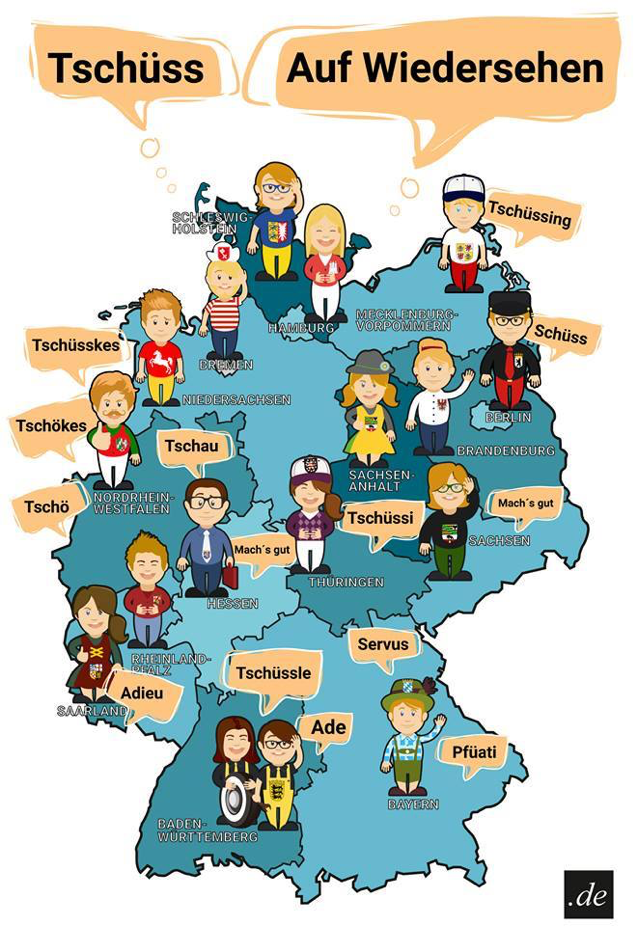 Tschüss
Auf Wiedersehen
SCHLESWIG-
HOLSTEIN
Tschüssing
HAMBURG
MECKLENBURG-
VORPOMMERN
Schüss
Tschüsskes
BREMEN
NIEDERSACHSEN
BERLIN
Tschökes
Tschau
BRANDENBURG
SACHSEN-
ANHALT
Tschö
NORDRHEIN-
WESTFALEN
Mach´s gut
Tschüssi
SACHSEN
Mach´s gut
THÜRINGEN
HESSEN
Servus
RHEINLAND-
PFALZ
Tschüssle
Adieu
SAARLAND
Ade
Pfüati
BAYERN
BADEN-
WÜRTTEMBERG
.de